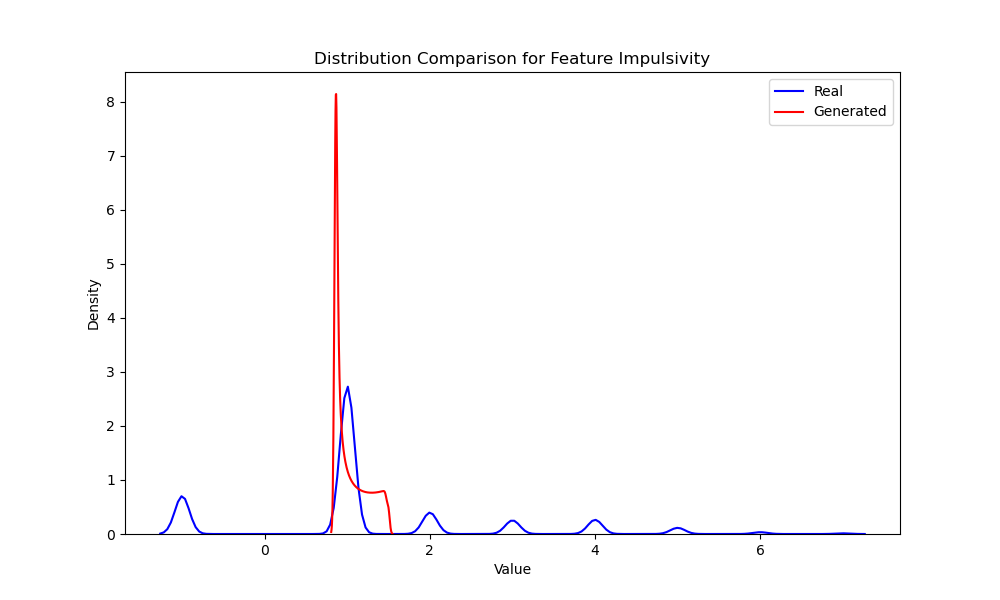 Distribution Comparison for Feature Impulsivity
Real
Generated
8
7
6
5
4
3
2
1
0
Density
0
2
4
6
Value